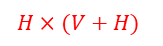 H × (V + H)